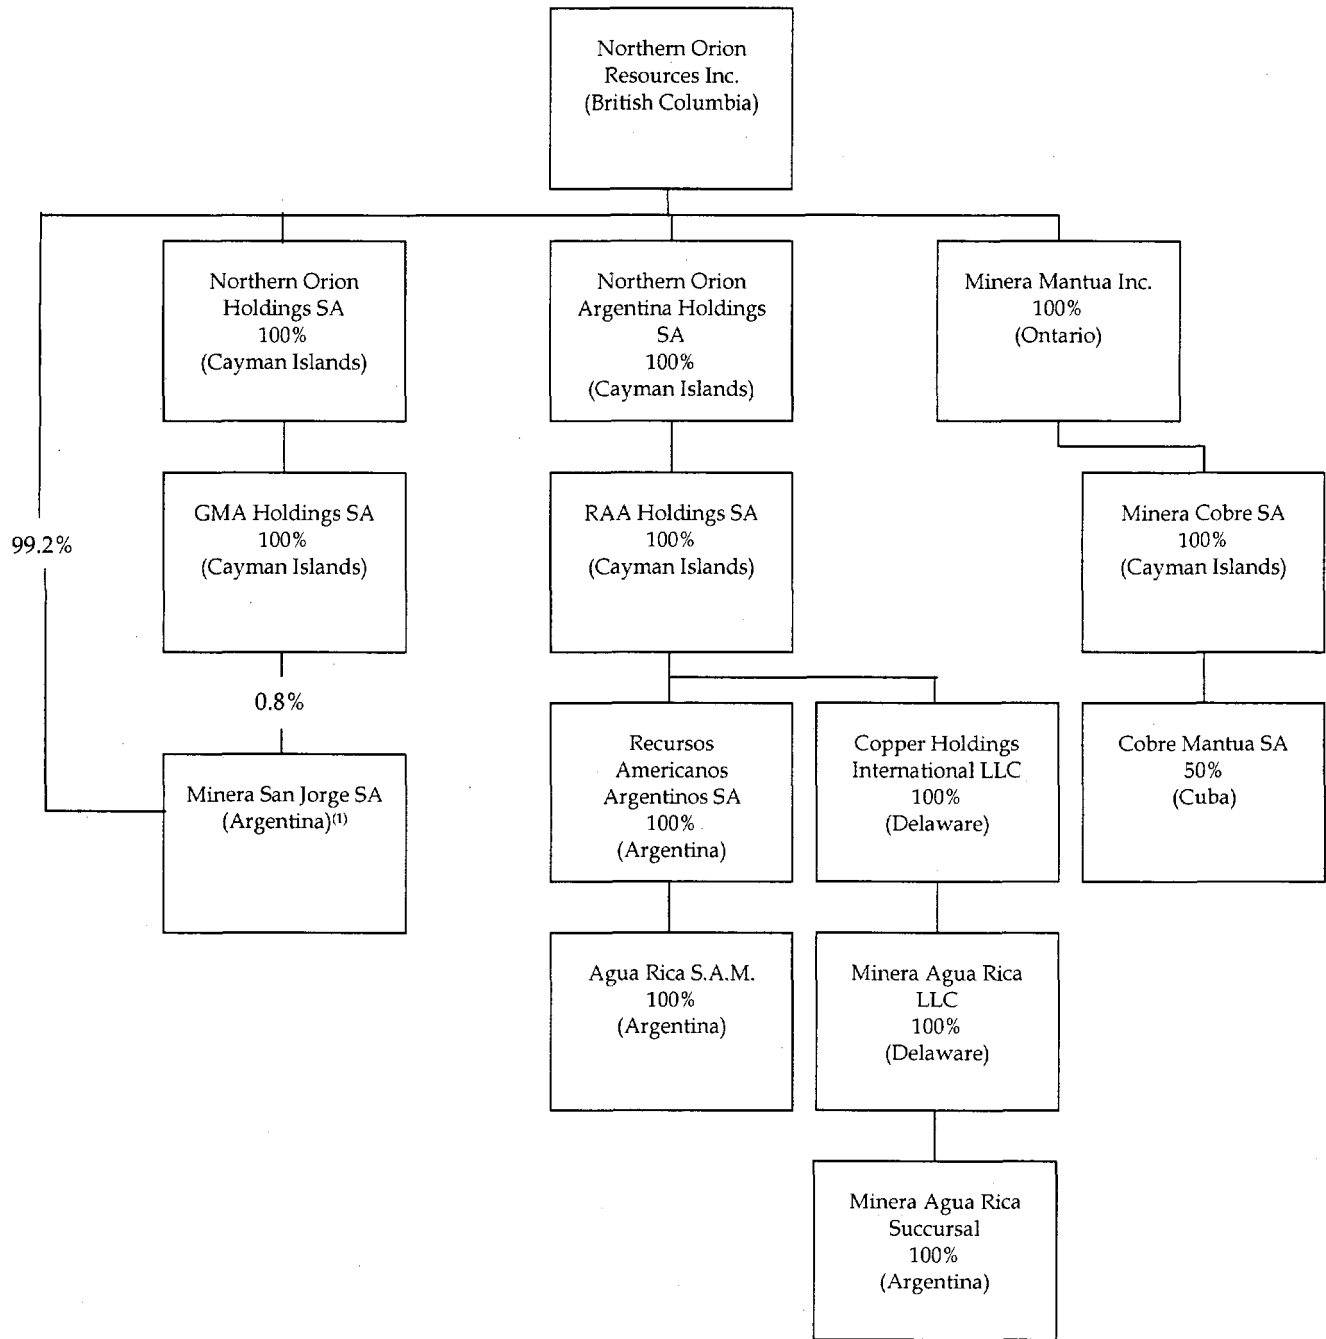 Northern Orion
Resources Inc.
(British Columbia)
Northern Orion
Holdings SA
100%
(Cayman Islands)
Northern Orion
Argentina Holdings
SA
100%
(Cayman Islands)
Minera Mantua Inc.
100%
(Ontario)
99.2%
GMA Holdings SA
100%
(Cayman Islands)
RAA Holdings SA
100%
(Cayman Islands)
Minera Cobre SA
100%
(Cayman Islands)
0.8%
Minera San Jorge SA
(Argentina)(1)
Recursos
Americanos
Argentinos SA
100%
(Argentina)
Copper Holdings
International LLC
100%
(Delaware)
Cobre Mantua SA
50%
(Cuba)
Agua Rica S.A.M.
100%
(Argentina)
Minera Agua Rica
LLC
100%
(Delaware)
Minera Agua Rica
Succursal
100%
(Argentina)